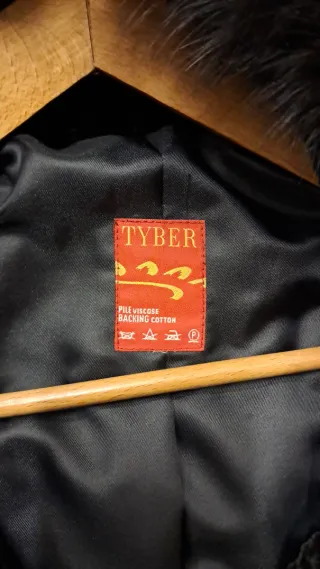 TYBER
PILE VISCOSE
BACKING COTTON
P